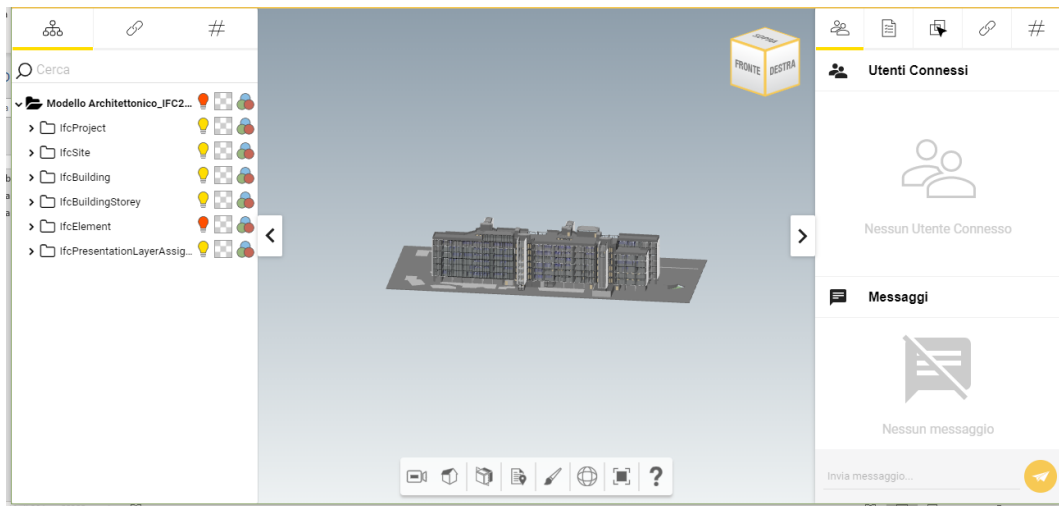 Cerca
Modello Architettonico_IFC2...
IfcProject
IfcSite
IfcBuilding
IfcBuildingStorey
IfcElement
IfcPresentationLayerAssig...
SOPRA
FRONTE
DESTRA
?
Utenti Connessi
Nessun Utente Connesso
Messaggi
Nessun messaggio
Invia messaggio...